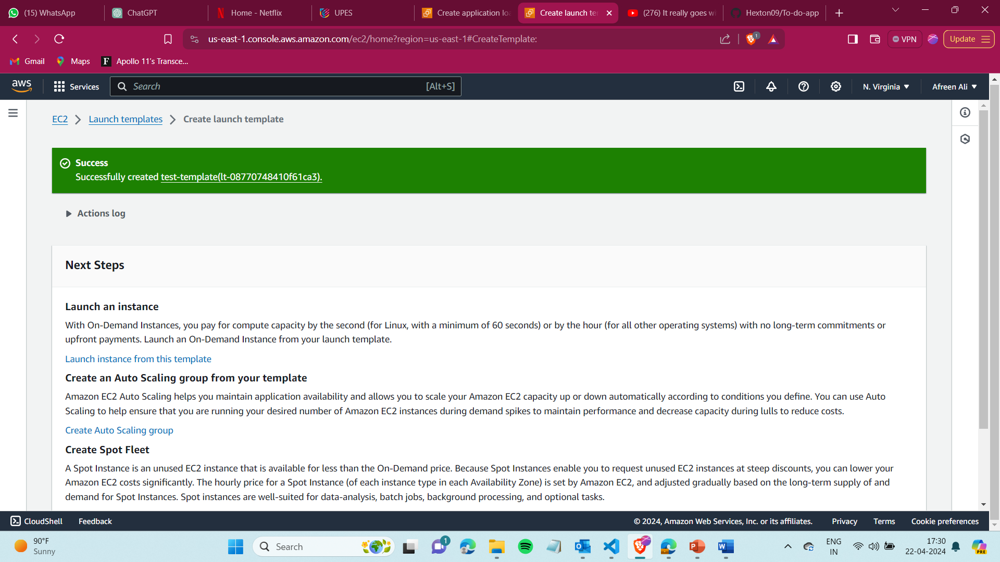 (15) WhatsApp
ChatGPT
Home - Netflix
UPES
Create application lo
Create launch te
(276) It really goes w
Hexton09/To-do-app
us-east-1.console.aws.amazon.com/ec2/home?region=us-east-1#CreateTemplate:
1
VPN
Update
Gmail
Maps
F
Apollo 11's Transce...
aws
Services
Search
[Alt+S]
N. Virginia
Afreen Ali
EC2
Launch templates
Create launch template
Success
Successfully created test-template(lt-08770748410f61ca3).
Actions log
Next Steps
Launch an instance
With On-Demand Instances, you pay for compute capacity by the second (for Linux, with a minimum of 60 seconds) or by the hour (for all other operating systems) with no long-term commitments or
upfront payments. Launch an On-Demand Instance from your launch template.
Launch instance from this template
Create an Auto Scaling group from your template
Amazon EC2 Auto Scaling helps you maintain application availability and allows you to scale your Amazon EC2 capacity up or down automatically according to conditions you define. You can use Auto
Scaling to help ensure that you are running your desired number of Amazon EC2 instances during demand spikes to maintain performance and decrease capacity during lulls to reduce costs.
Create Auto Scaling group
Create Spot Fleet
A Spot Instance is an unused EC2 instance that is available for less than the On-Demand price. Because Spot Instances enable you to request unused EC2 instances at steep discounts, you can lower your
Amazon EC2 costs significantly. The hourly price for a Spot Instance (of each instance type in each Availability Zone) is set by Amazon EC2, and adjusted gradually based on the long-term supply of and
demand for Spot Instances. Spot instances are well-suited for data-analysis, batch jobs, background processing, and optional tasks.
CloudShell
Feedback
© 2024, Amazon Web Services, Inc. or its affiliates.
Privacy
Terms
Cookie preferences
90°F
Sunny
Search
1
ENG
IN
17:30
22-04-2024
PRE